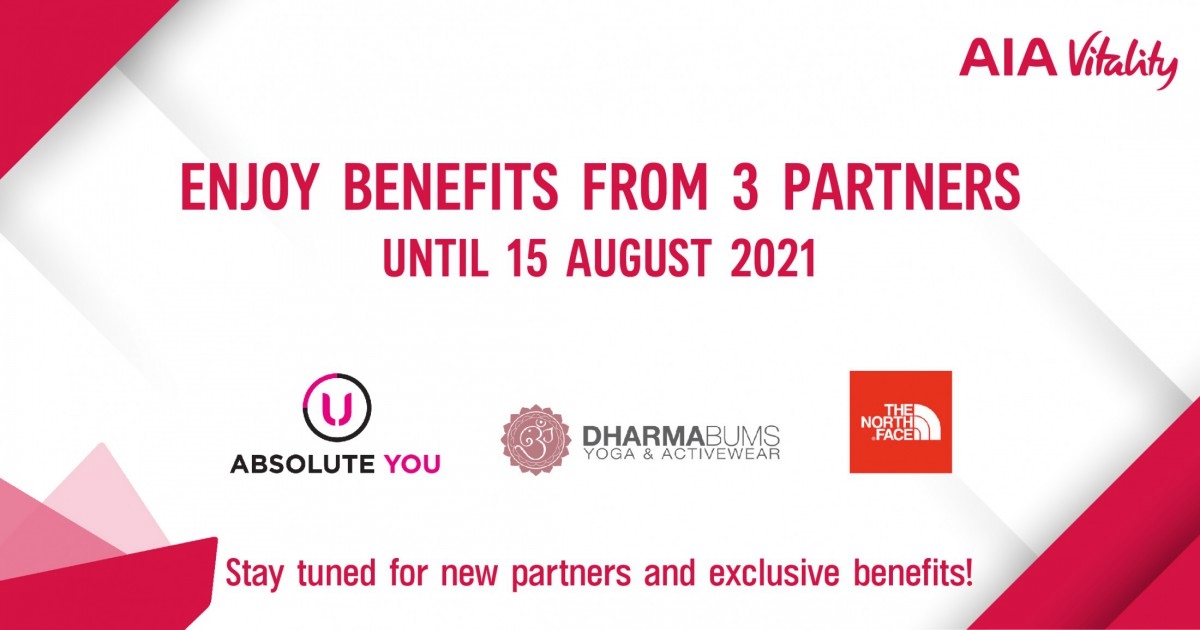 AIA Vitality
ENJOY BENEFITS FROM 3 PARTNERS
UNTIL 15 AUGUST 2021
U
ABSOLUTE YOU
ॐ
DHARMABUMS
YOGA & ACTIVEWEAR
THE
NORTH
FACE
Stay tuned for new partners and exclusive benefits!